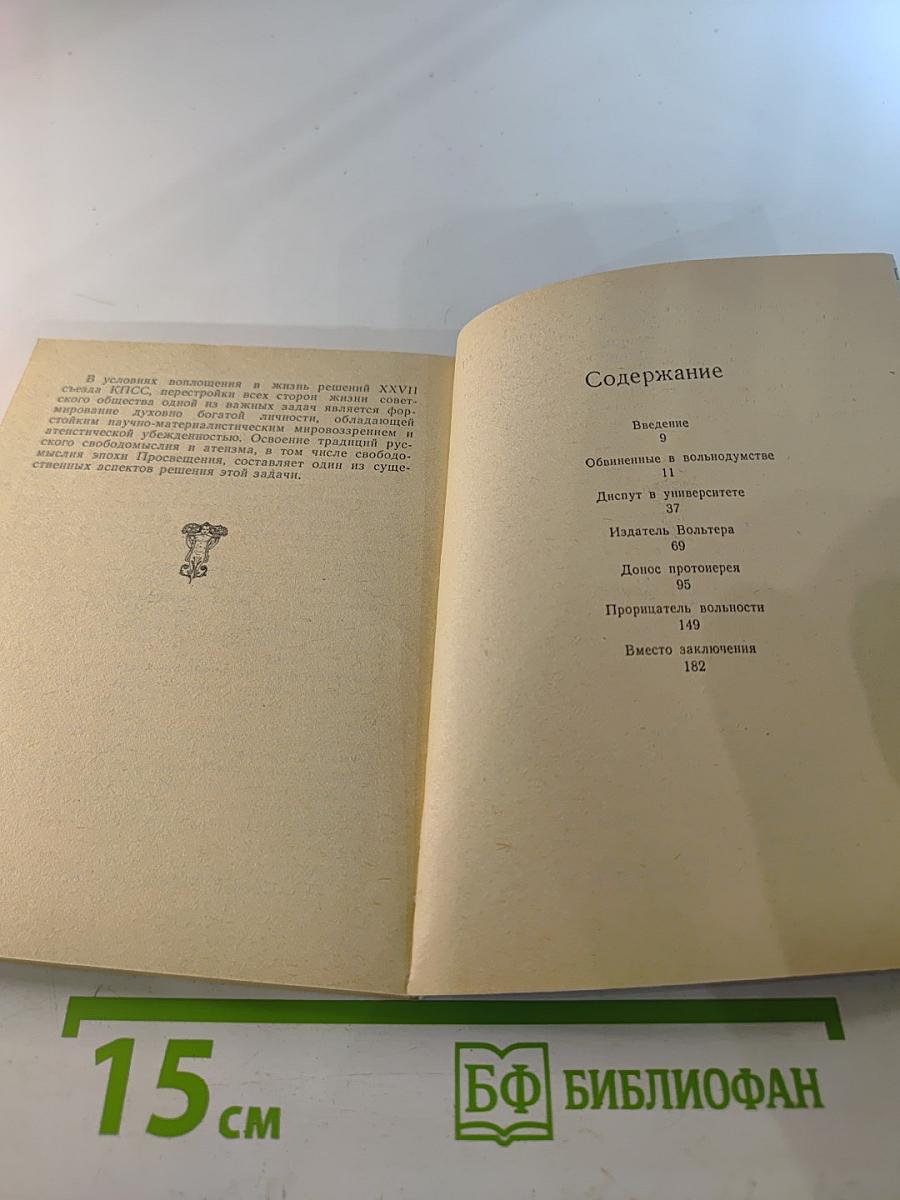 В условиях воплощения в жизнь решений XXVII
съезда КПСС, перестройки всех сторон жизни совет-
ского общества одной из важных задач является фор-
мирование духовно богатой личности, обладающей
стойким научно-материалистическим мировоззрением и
атеистической убежденностью. Освоение традиций рус-
ского свободомыслия и атеизма, в том числе свободо-
мыслия эпохи Просвещения, составляет один из суще-
ственных аспектов решения этой задачи.
Содержание
Введение
9
Обвиненные в вольнодумстве
11
Диспут в университете
37
Издатель Вольтера
69
Донос протоиерея
95
Прорицатель вольности
149
Вместо заключения
182
15 см
БФ БИБЛИОФАН